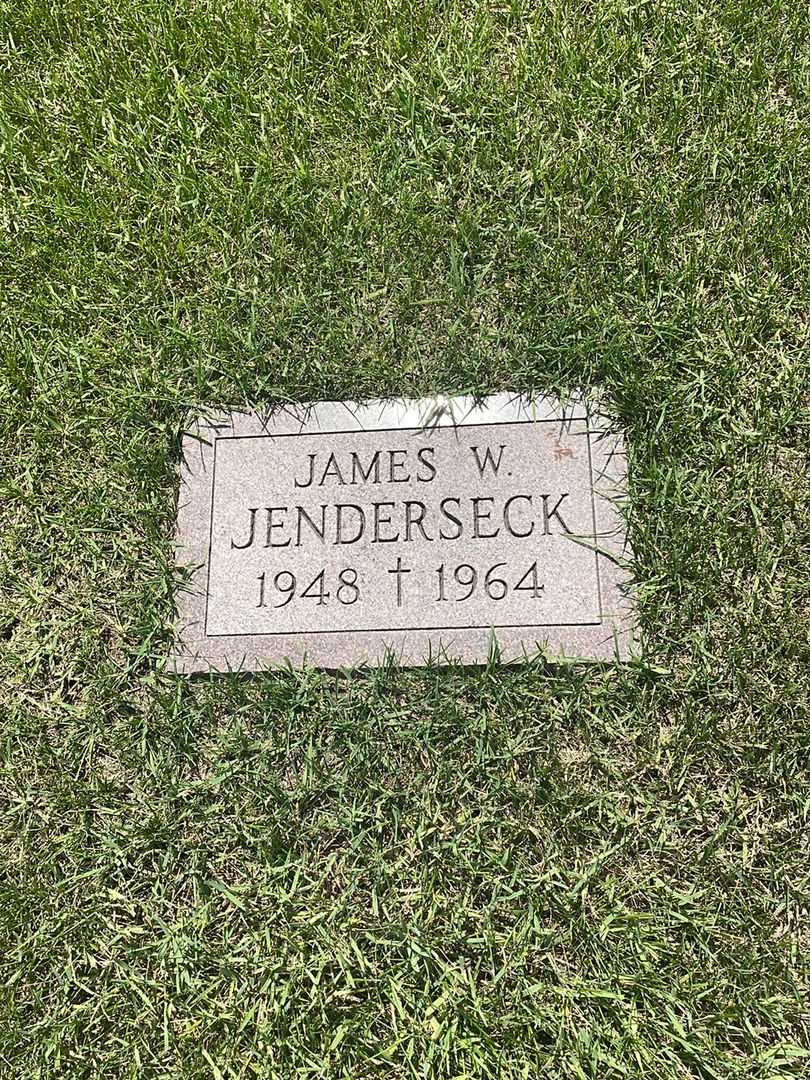 JAMES W.
JENDERSECK
1948 † 1964